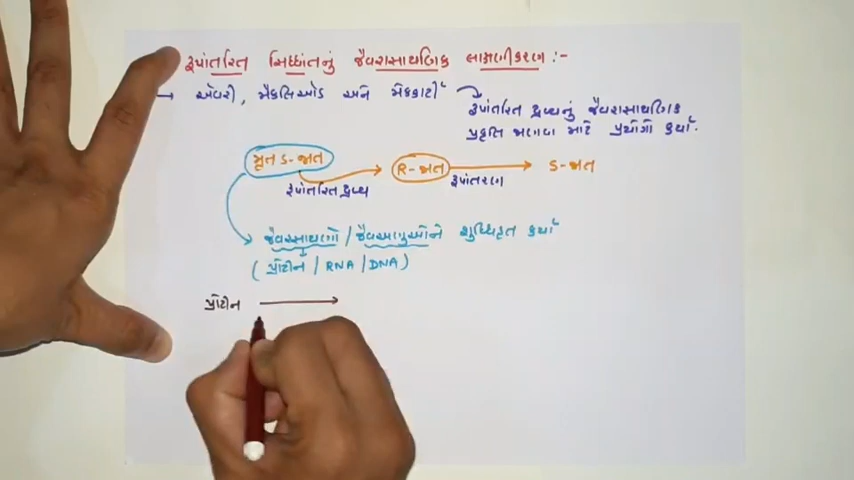 રૂપાંતરિત સિધ્ધાંતનું જૈવરાસાયણિક લાક્ષણીકરણ :-
→ એવરી, મેકલિઓડ અને મેકકાર્ટી
રૂપાંતરિત દ્રવ્યનું જૈવરાસાયણિક
પ્રકૃતિ જાણવા માટે પ્રયોગો કર્યાં.
મૃત S-જાત R-જાત S-જાત
રૂપાંતરિત દ્રવ્ય રૂપાંતરણ
જૈવરસાયણો / જૈવઅણુઓને શુધ્ધિકૃત કર્યાં
( પ્રોટીન / RNA / DNA )
પ્રોટીન →